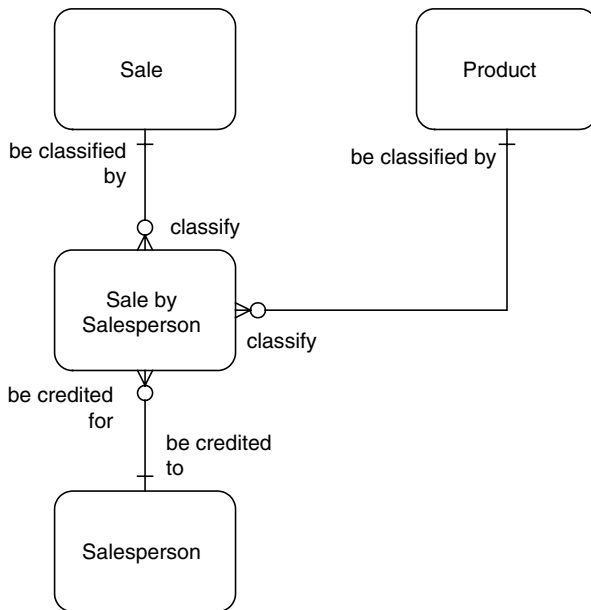 Sale
Product
be classified
by
be classified by
classify
Sale by
Salesperson
classify
be credited
for
be credited
to
Salesperson